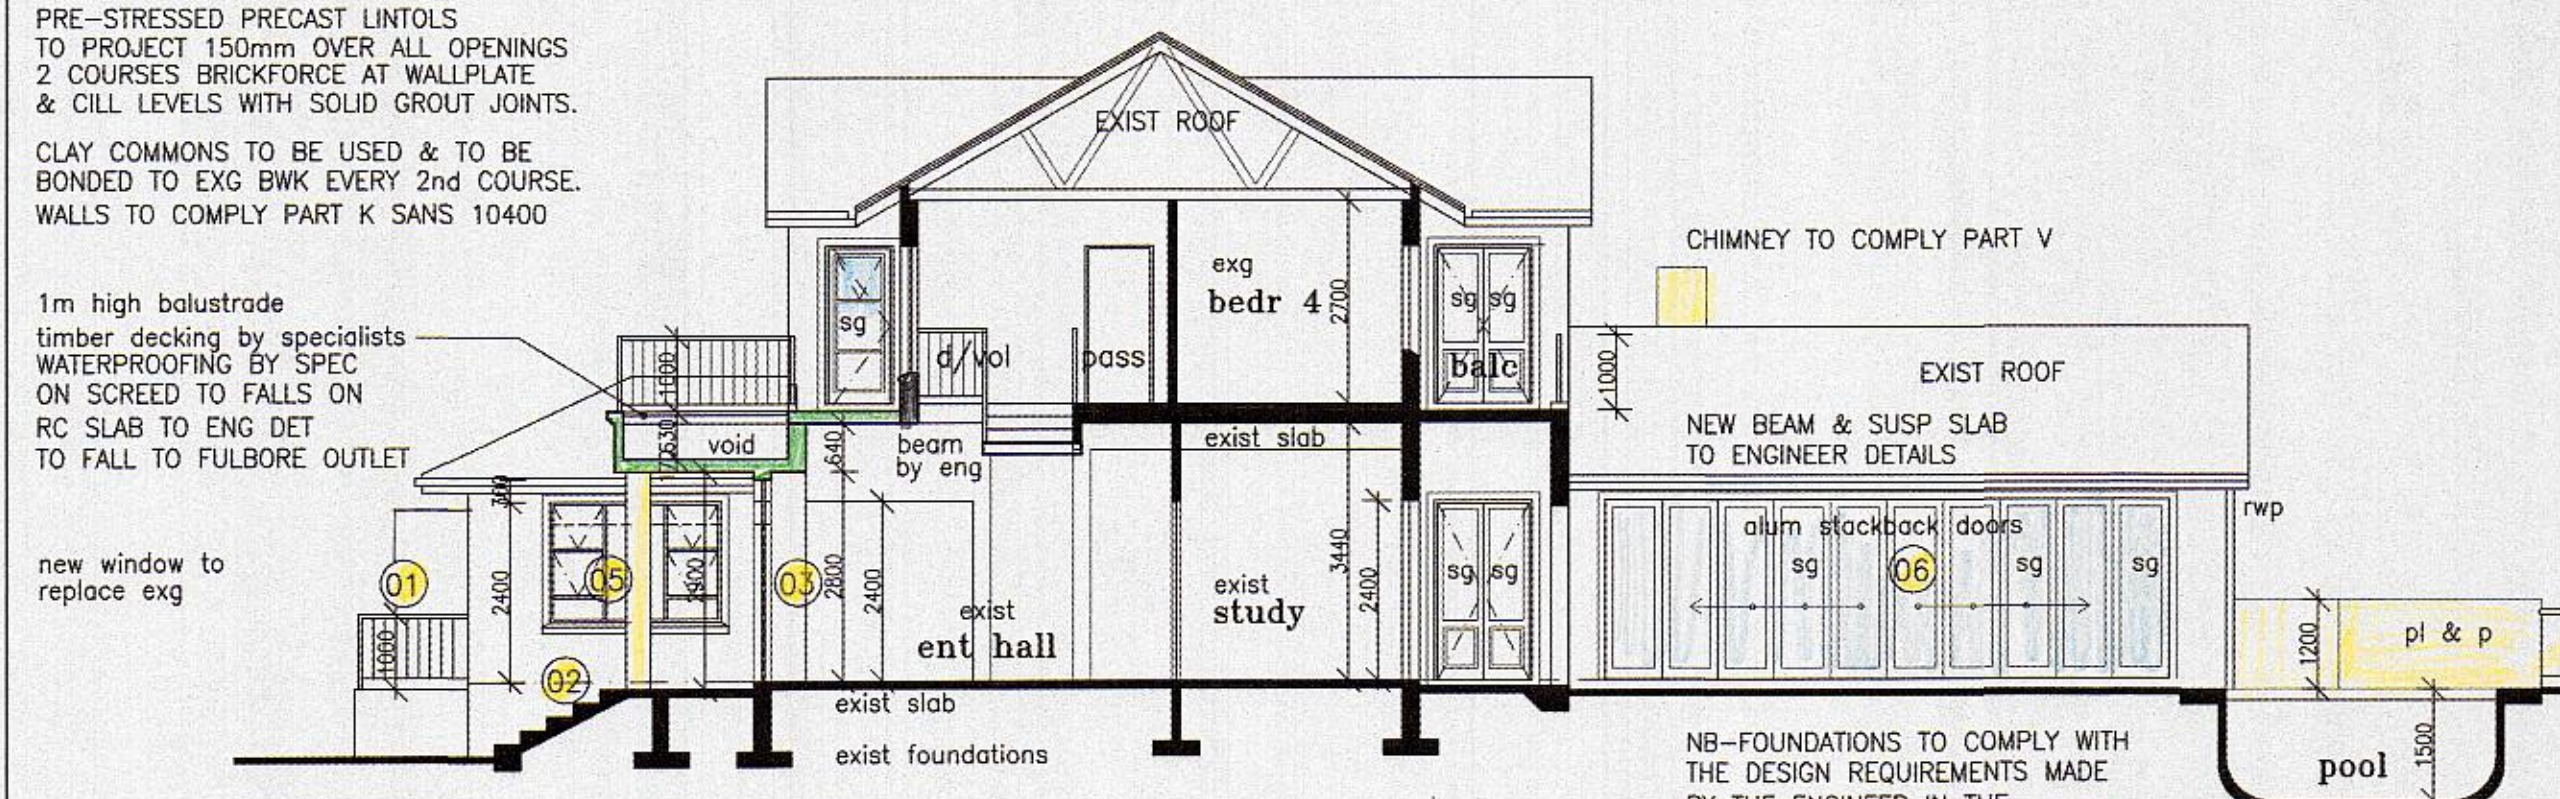 PRE-STRESSED PRECAST LINTOLS
TO PROJECT 150mm OVER ALL OPENINGS
2 COURSES BRICKFORCE AT WALLPLATE
& CILL LEVELS WITH SOLID GROUT JOINTS.
CLAY COMMONS TO BE USED & TO BE
BONDED TO EXG BWK EVERY 2nd COURSE.
WALLS TO COMPLY PART K SANS 10400
1m high balustrade
timber decking by specialists
WATERPROOFING BY SPEC
ON SCREED TO FALLS ON
RC SLAB TO ENG DET
TO FALL TO FULBORE OUTLET
new window to
replace exg
EXIST ROOF
exg
bedr 4
2700
sg
d/vol
pass
sg sg
balc
1000
void
640
beam
by eng
exist slab
300
2400
01
1000
02
05
2900
03
2800
2400
exist
ent hall
exist
study
3440
2400
sg sg
exist slab
exist foundations
CHIMNEY TO COMPLY PART V
1000
EXIST ROOF
NEW BEAM & SUSP SLAB
TO ENGINEER DETAILS
alum stackback doors
sg
06
sg
sg
rwp
1200
pl & p
pool
1500
NB-FOUNDATIONS TO COMPLY WITH
THE DESIGN REQUIREMENTS MADE
BY THE ENGINEER IN THE